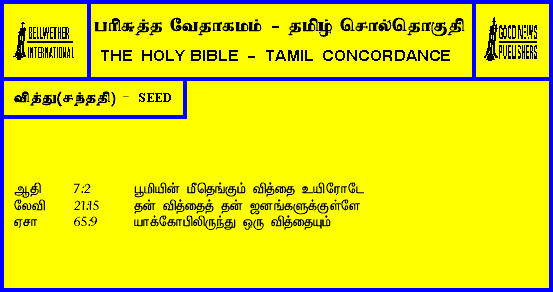 BELLWETHER
INTERNATIONAL
பரிசுத்த வேதாகமம் - தமிழ் சொல்தொகுதி
THE HOLY BIBLE - TAMIL CONCORDANCE
GOOD NEWS
PUBLISHERS
வித்து(சந்ததி) - SEED
ஆதி 7:2 பூமியின் மீதெங்கும் வித்தை உயிரோடே
லேவி 21:15 தன் வித்தைத் தன் ஜனங்களுக்குள்ளே
ஏசா 65:9 யாக்கோபிலிருந்து ஒரு வித்தையும்